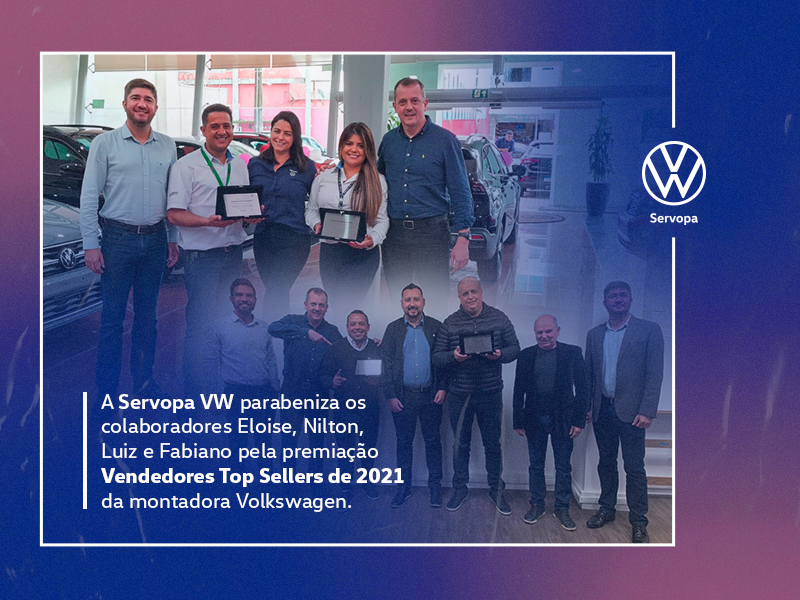 Servopa
A Servopa VW parabeniza os
colaboradores Eloise, Nilton,
Luiz e Fabiano pela premiação
Vendedores Top Sellers de 2021
da montadora Volkswagen.